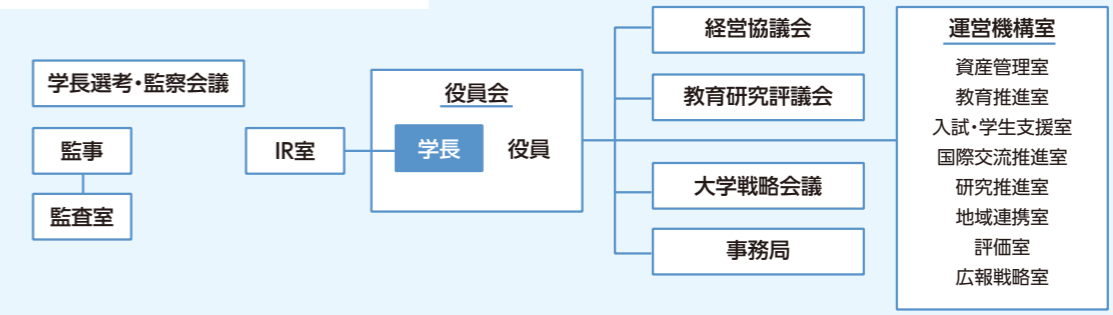 学長選考・監察会議
監事
監査室
IR室
役員会
学長 役員
経営協議会
教育研究評議会
大学戦略会議
事務局
運営機構室
資産管理室
教育推進室
入試・学生支援室
国際交流推進室
研究推進室
地域連携室
評価室
広報戦略室